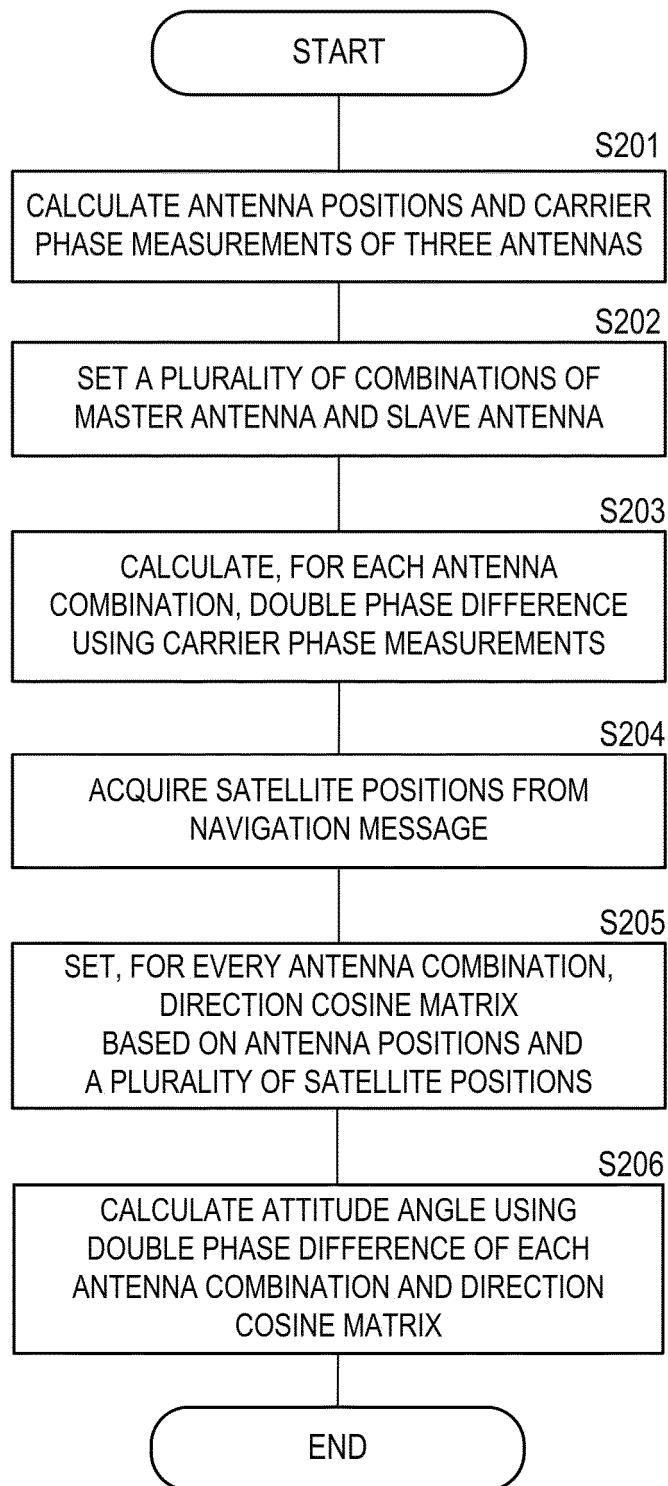 START
S201
CALCULATE ANTENNA POSITIONS AND CARRIER
PHASE MEASUREMENTS OF THREE ANTENNAS
S202
SET A PLURALITY OF COMBINATIONS OF
MASTER ANTENNA AND SLAVE ANTENNA
S203
CALCULATE, FOR EACH ANTENNA
COMBINATION, DOUBLE PHASE DIFFERENCE
USING CARRIER PHASE MEASUREMENTS
S204
ACQUIRE SATELLITE POSITIONS FROM
NAVIGATION MESSAGE
S205
SET, FOR EVERY ANTENNA COMBINATION,
DIRECTION COSINE MATRIX
BASED ON ANTENNA POSITIONS AND
A PLURALITY OF SATELLITE POSITIONS
S206
CALCULATE ATTITUDE ANGLE USING
DOUBLE PHASE DIFFERENCE OF EACH
ANTENNA COMBINATION AND DIRECTION
COSINE MATRIX
END